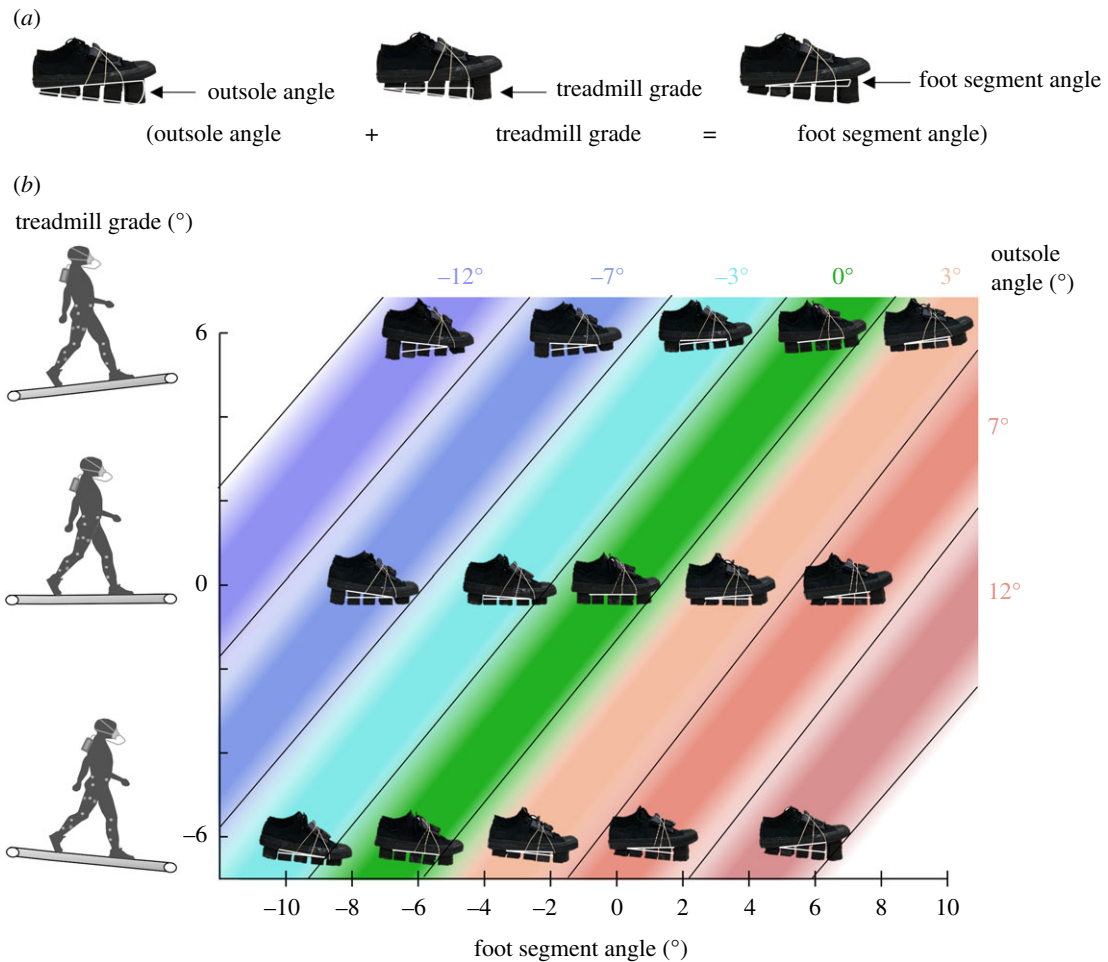 (a)
outsole angle
treadmill grade
foot segment angle
(outsole angle + treadmill grade = foot segment angle)
(b)
treadmill grade (°)
outsole
angle (°)
–12° –7° –3° 0° 3°
6
7°
0
12°
–6
–10 –8 –6 –4 –2 0 2 4 6 8 10
foot segment angle (°)